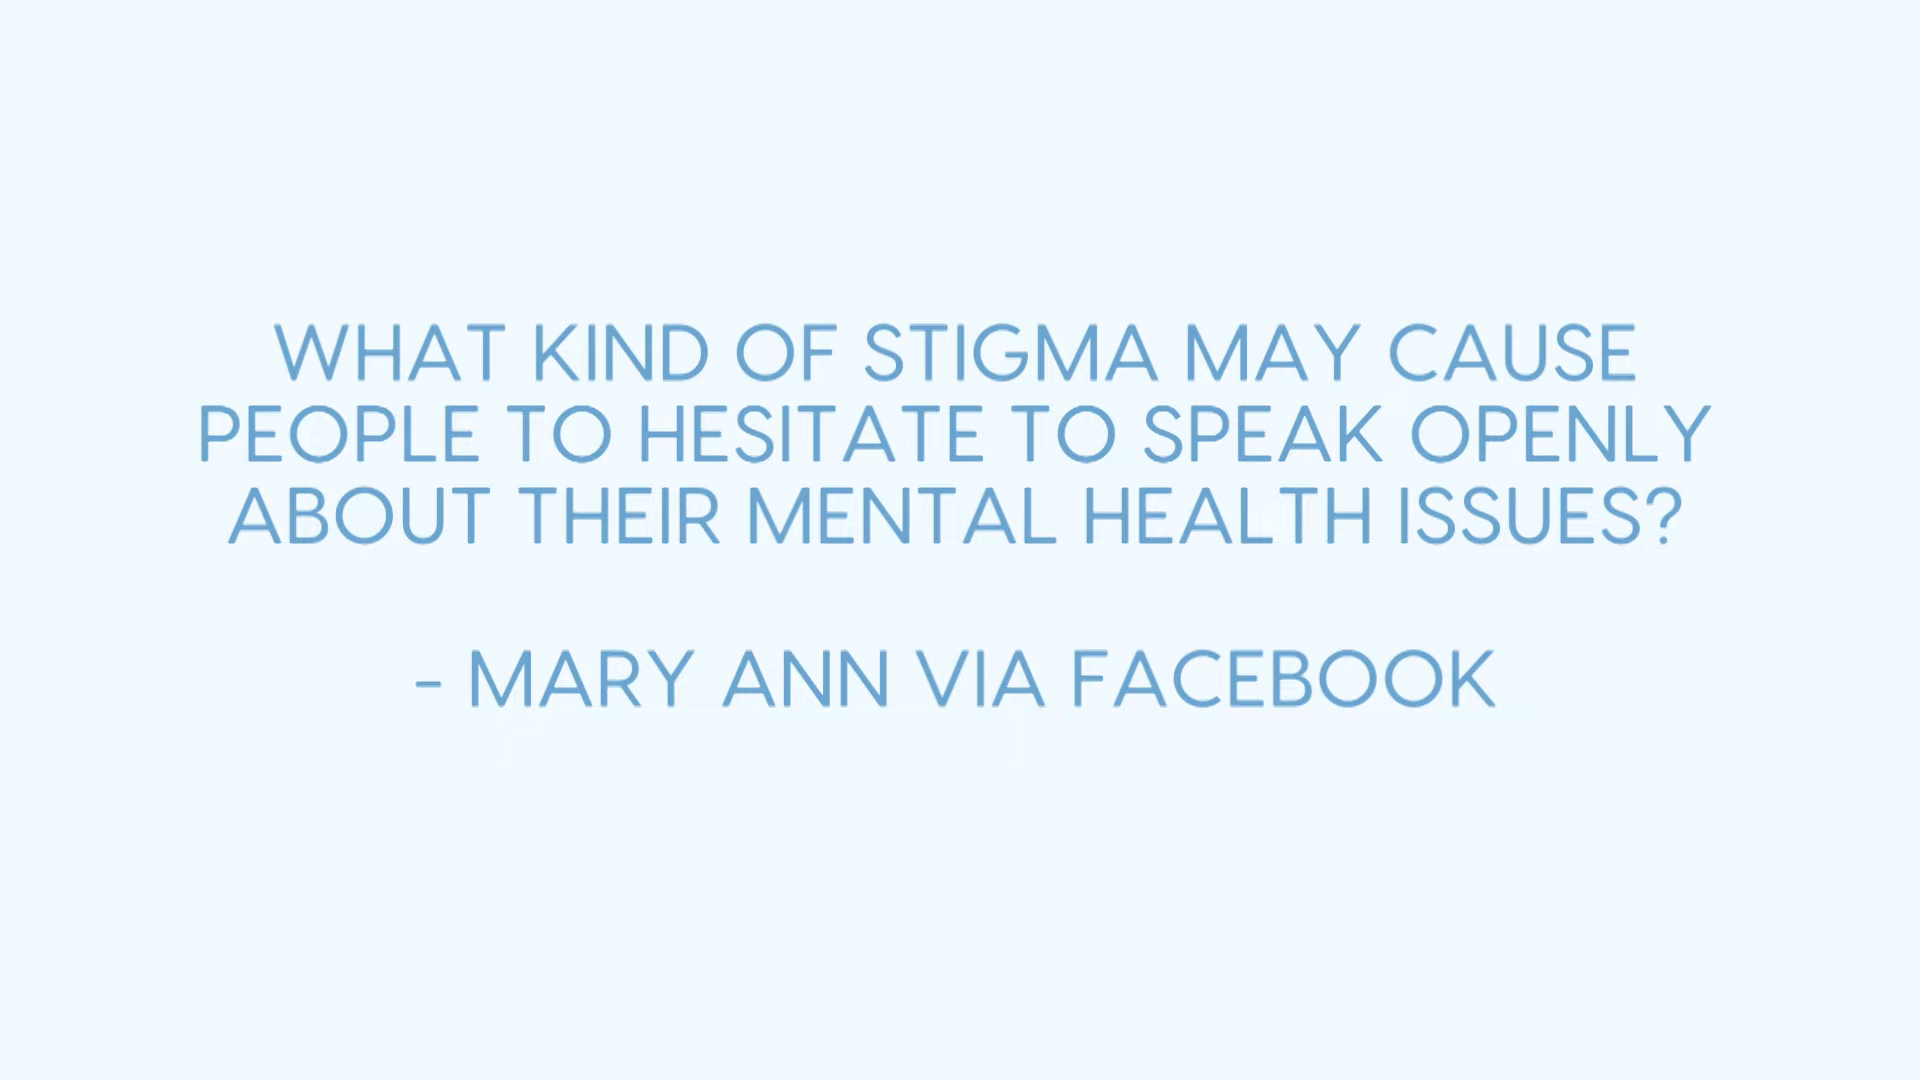 WHAT KIND OF STIGMA MAY CAUSE
PEOPLE TO HESITATE TO SPEAK OPENLY
ABOUT THEIR MENTAL HEALTH ISSUES?
- MARY ANN VIA FACEBOOK